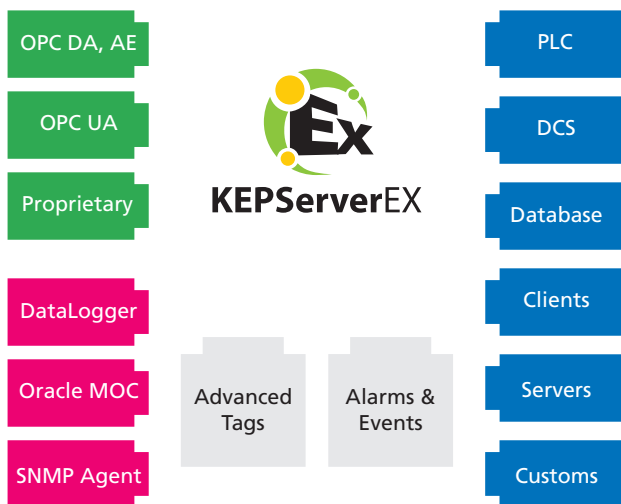 OPC DA, AE
OPC UA
Proprietary
DataLogger
Oracle MOC
SNMP Agent
Ex
KEPServerEX
Advanced
Tags
Alarms &
Events
PLC
DCS
Database
Clients
Servers
Customs